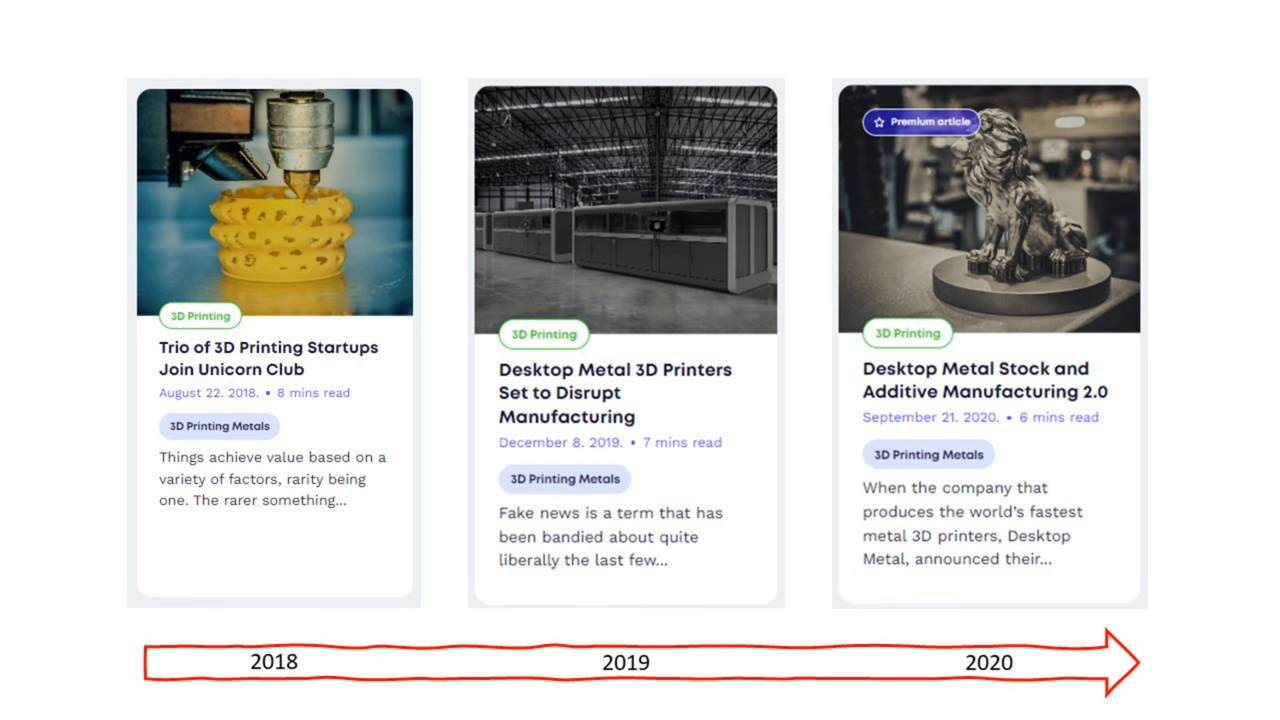 3D Printing
Trio of 3D Printing Startups
Join Unicorn Club
August 22. 2018. • 8 mins read
3D Printing Metals
Things achieve value based on a
variety of factors, rarity being
one. The rarer something...
3D Printing
Desktop Metal 3D Printers
Set to Disrupt
Manufacturing
December 8. 2019. • 7 mins read
3D Printing Metals
Fake news is a term that has
been bandied about quite
liberally the last few...
Premium article
3D Printing
Desktop Metal Stock and
Additive Manufacturing 2.0
September 21. 2020. • 6 mins read
3D Printing Metals
When the company that
produces the world's fastest
metal 3D printers, Desktop
Metal, announced their...
2018
2019
2020